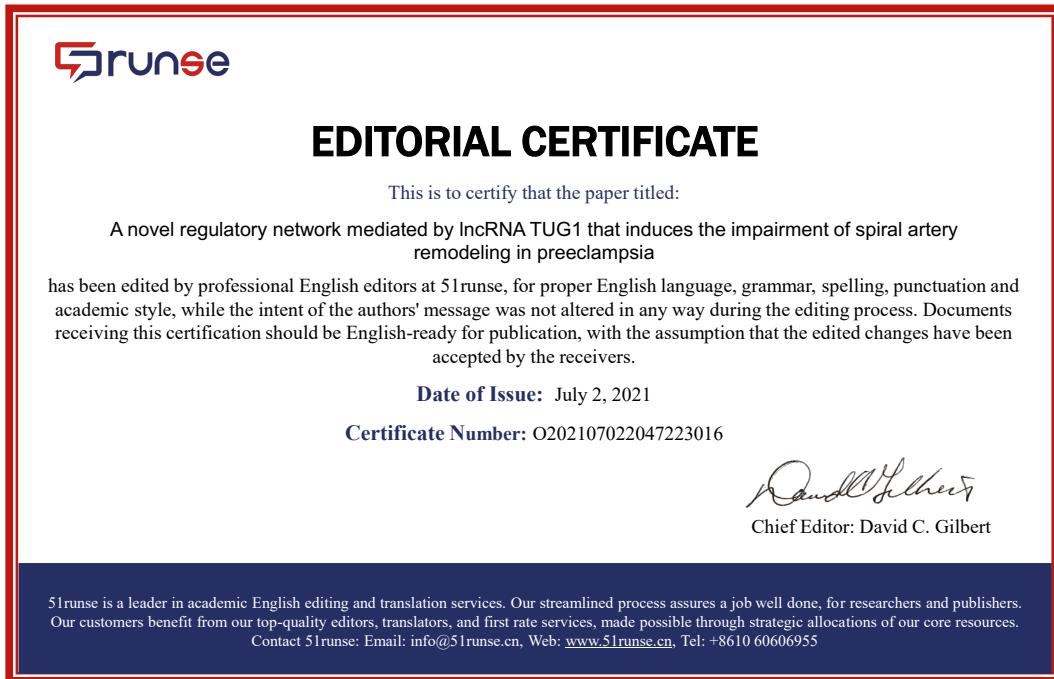 51runse
EDITORIAL CERTIFICATE
This is to certify that the paper titled:
A novel regulatory network mediated by lncRNA TUG1 that induces the impairment of spiral artery
remodeling in preeclampsia
has been edited by professional English editors at 51runse, for proper English language, grammar, spelling, punctuation and
academic style, while the intent of the authors' message was not altered in any way during the editing process. Documents
receiving this certification should be English-ready for publication, with the assumption that the edited changes have been
accepted by the receivers.
Date of Issue: July 2, 2021
Certificate Number: O202107022047223016
David C Gilbert
Chief Editor: David C. Gilbert
51runse is a leader in academic English editing and translation services. Our streamlined process assures a job well done, for researchers and publishers.
Our customers benefit from our top-quality editors, translators, and first rate services, made possible through strategic allocations of our core resources.
Contact 51runse: Email: info@51runse.cn, Web: www.51runse.cn, Tel: +8610 60606955